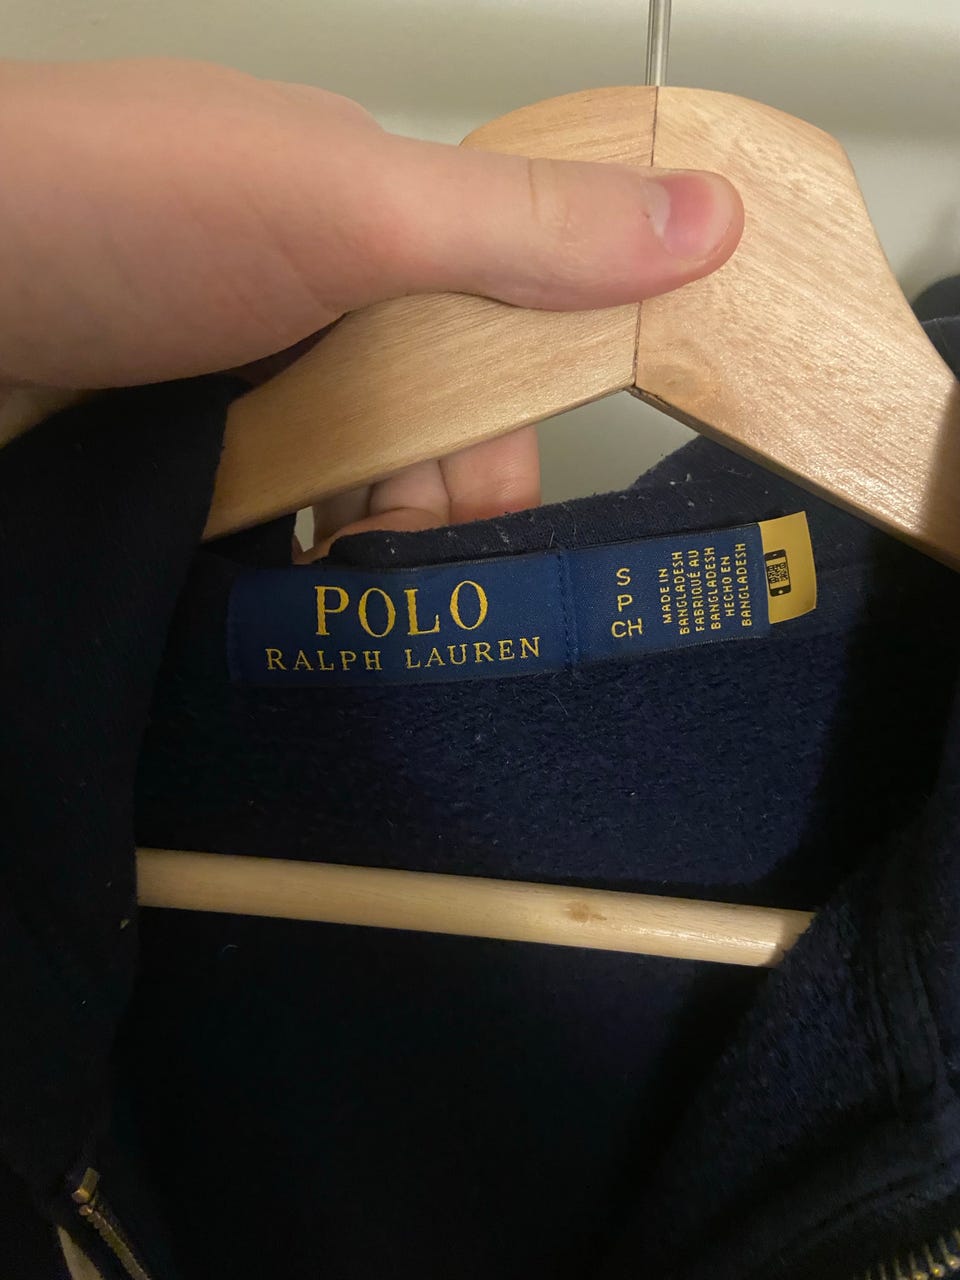 POLO
RALPH LAUREN
S
P
CH
MADE IN
BANGLADESH
FABRIQUÉ AU
BANGLADESH
HECHO EN
BANGLADESH